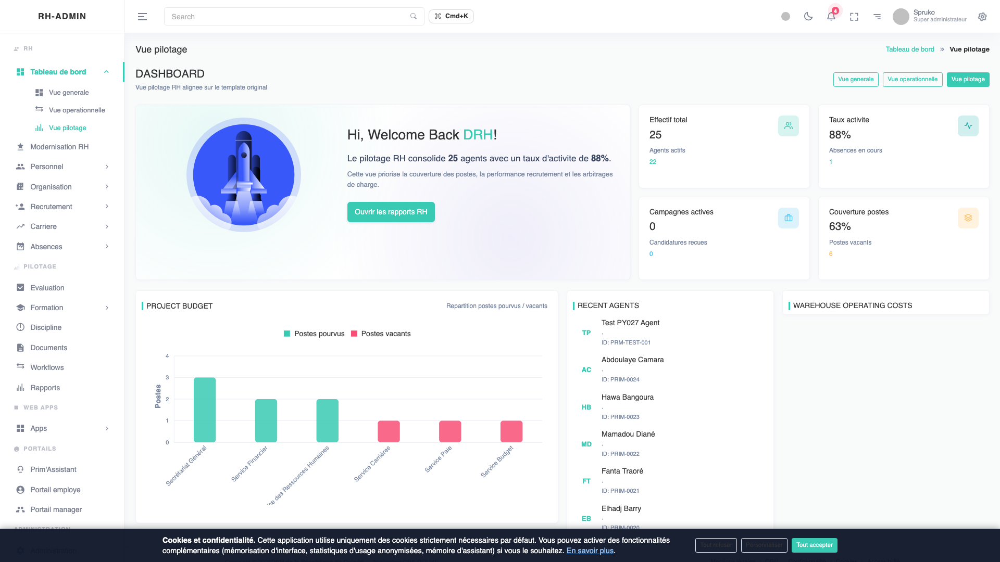 RH-ADMIN
Search
Cmd+K
4
Spruko
Super administrateur
RH
Tableau de bord
Vue generale
Vue operationnelle
Vue pilotage
Modernisation RH
Personnel
Organisation
Recrutement
Carriere
Absences
PILOTAGE
Evaluation
Formation
Discipline
Documents
Workflows
Rapports
WEB APPS
Apps
PORTAILS
Prim'Assistant
Portail employe
Portail manager
Vue pilotage
Tableau de bord » Vue pilotage
DASHBOARD
Vue pilotage RH alignee sur le template original
Vue generale
Vue operationnelle
Vue pilotage
Hi, Welcome Back DRH!
Le pilotage RH consolide 25 agents avec un taux d'activite de 88%.
Cette vue priorise la couverture des postes, la performance recrutement et les arbitrages
de charge.
Ouvrir les rapports RH
Effectif total
25
Agents actifs
22
Taux activite
88%
Absences en cours
1
Campagnes actives
0
Candidatures recues
0
Couverture postes
63%
Postes vacants
6
PROJECT BUDGET
Repartition postes pourvus / vacants
Postes pourvus
Postes vacants
Postes
4
3
2
1
0
Secrétariat Général
Service Financier
ice des Ressources Humaines
Service Carrières
Service Paie
Service Budget
RECENT AGENTS
TP
Test PY027 Agent
·
ID: PRM-TEST-001
AC
Abdoulaye Camara
·
ID: PRIM-0024
HB
Hawa Bangoura
·
ID: PRIM-0023
MD
Mamadou Diané
·
ID: PRIM-0022
FT
Fanta Traoré
·
ID: PRIM-0021
EB
Elhadj Barry
·
ID: PRIM-0020
WAREHOUSE OPERATING COSTS
Cookies et confidentialité. Cette application utilise uniquement des cookies strictement nécessaires par défaut. Vous pouvez activer des fonctionnalités
complémentaires (mémorisation d'interface, statistiques d'usage anonymisées, mémoire d'assistant) si vous le souhaitez. En savoir plus.
Tout refuser
Personnaliser
Tout accepter